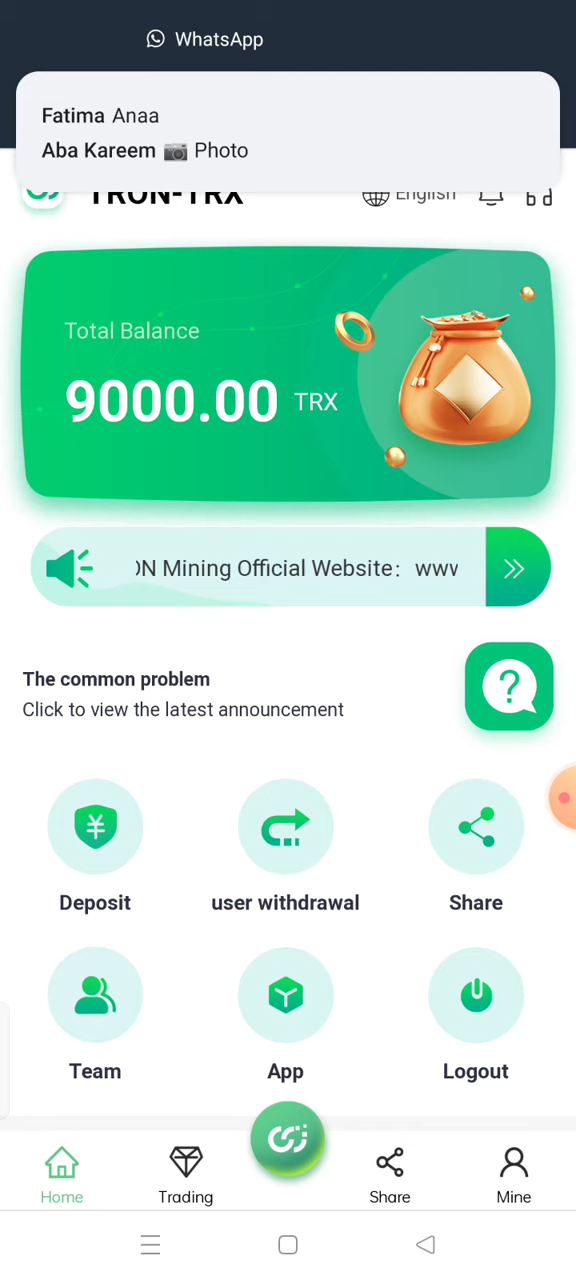 WhatsApp
Fatima Anaa
Aba Kareem 📷 Photo
TRON-TRX
English
Total Balance
9000.00 TRX
ON Mining Official Website： www
The common problem
Click to view the latest announcement
Deposit
user withdrawal
Share
Team
App
Logout
Home
Trading
Share
Mine